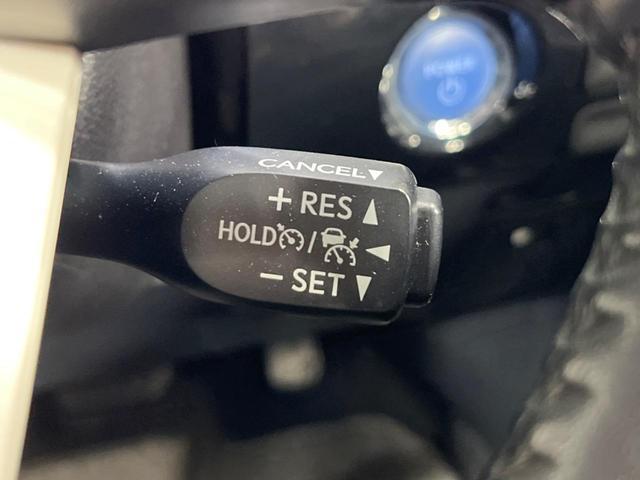 CANCEL▼
+ RES ▲
HOLD / ◀
− SET ▼
POWER